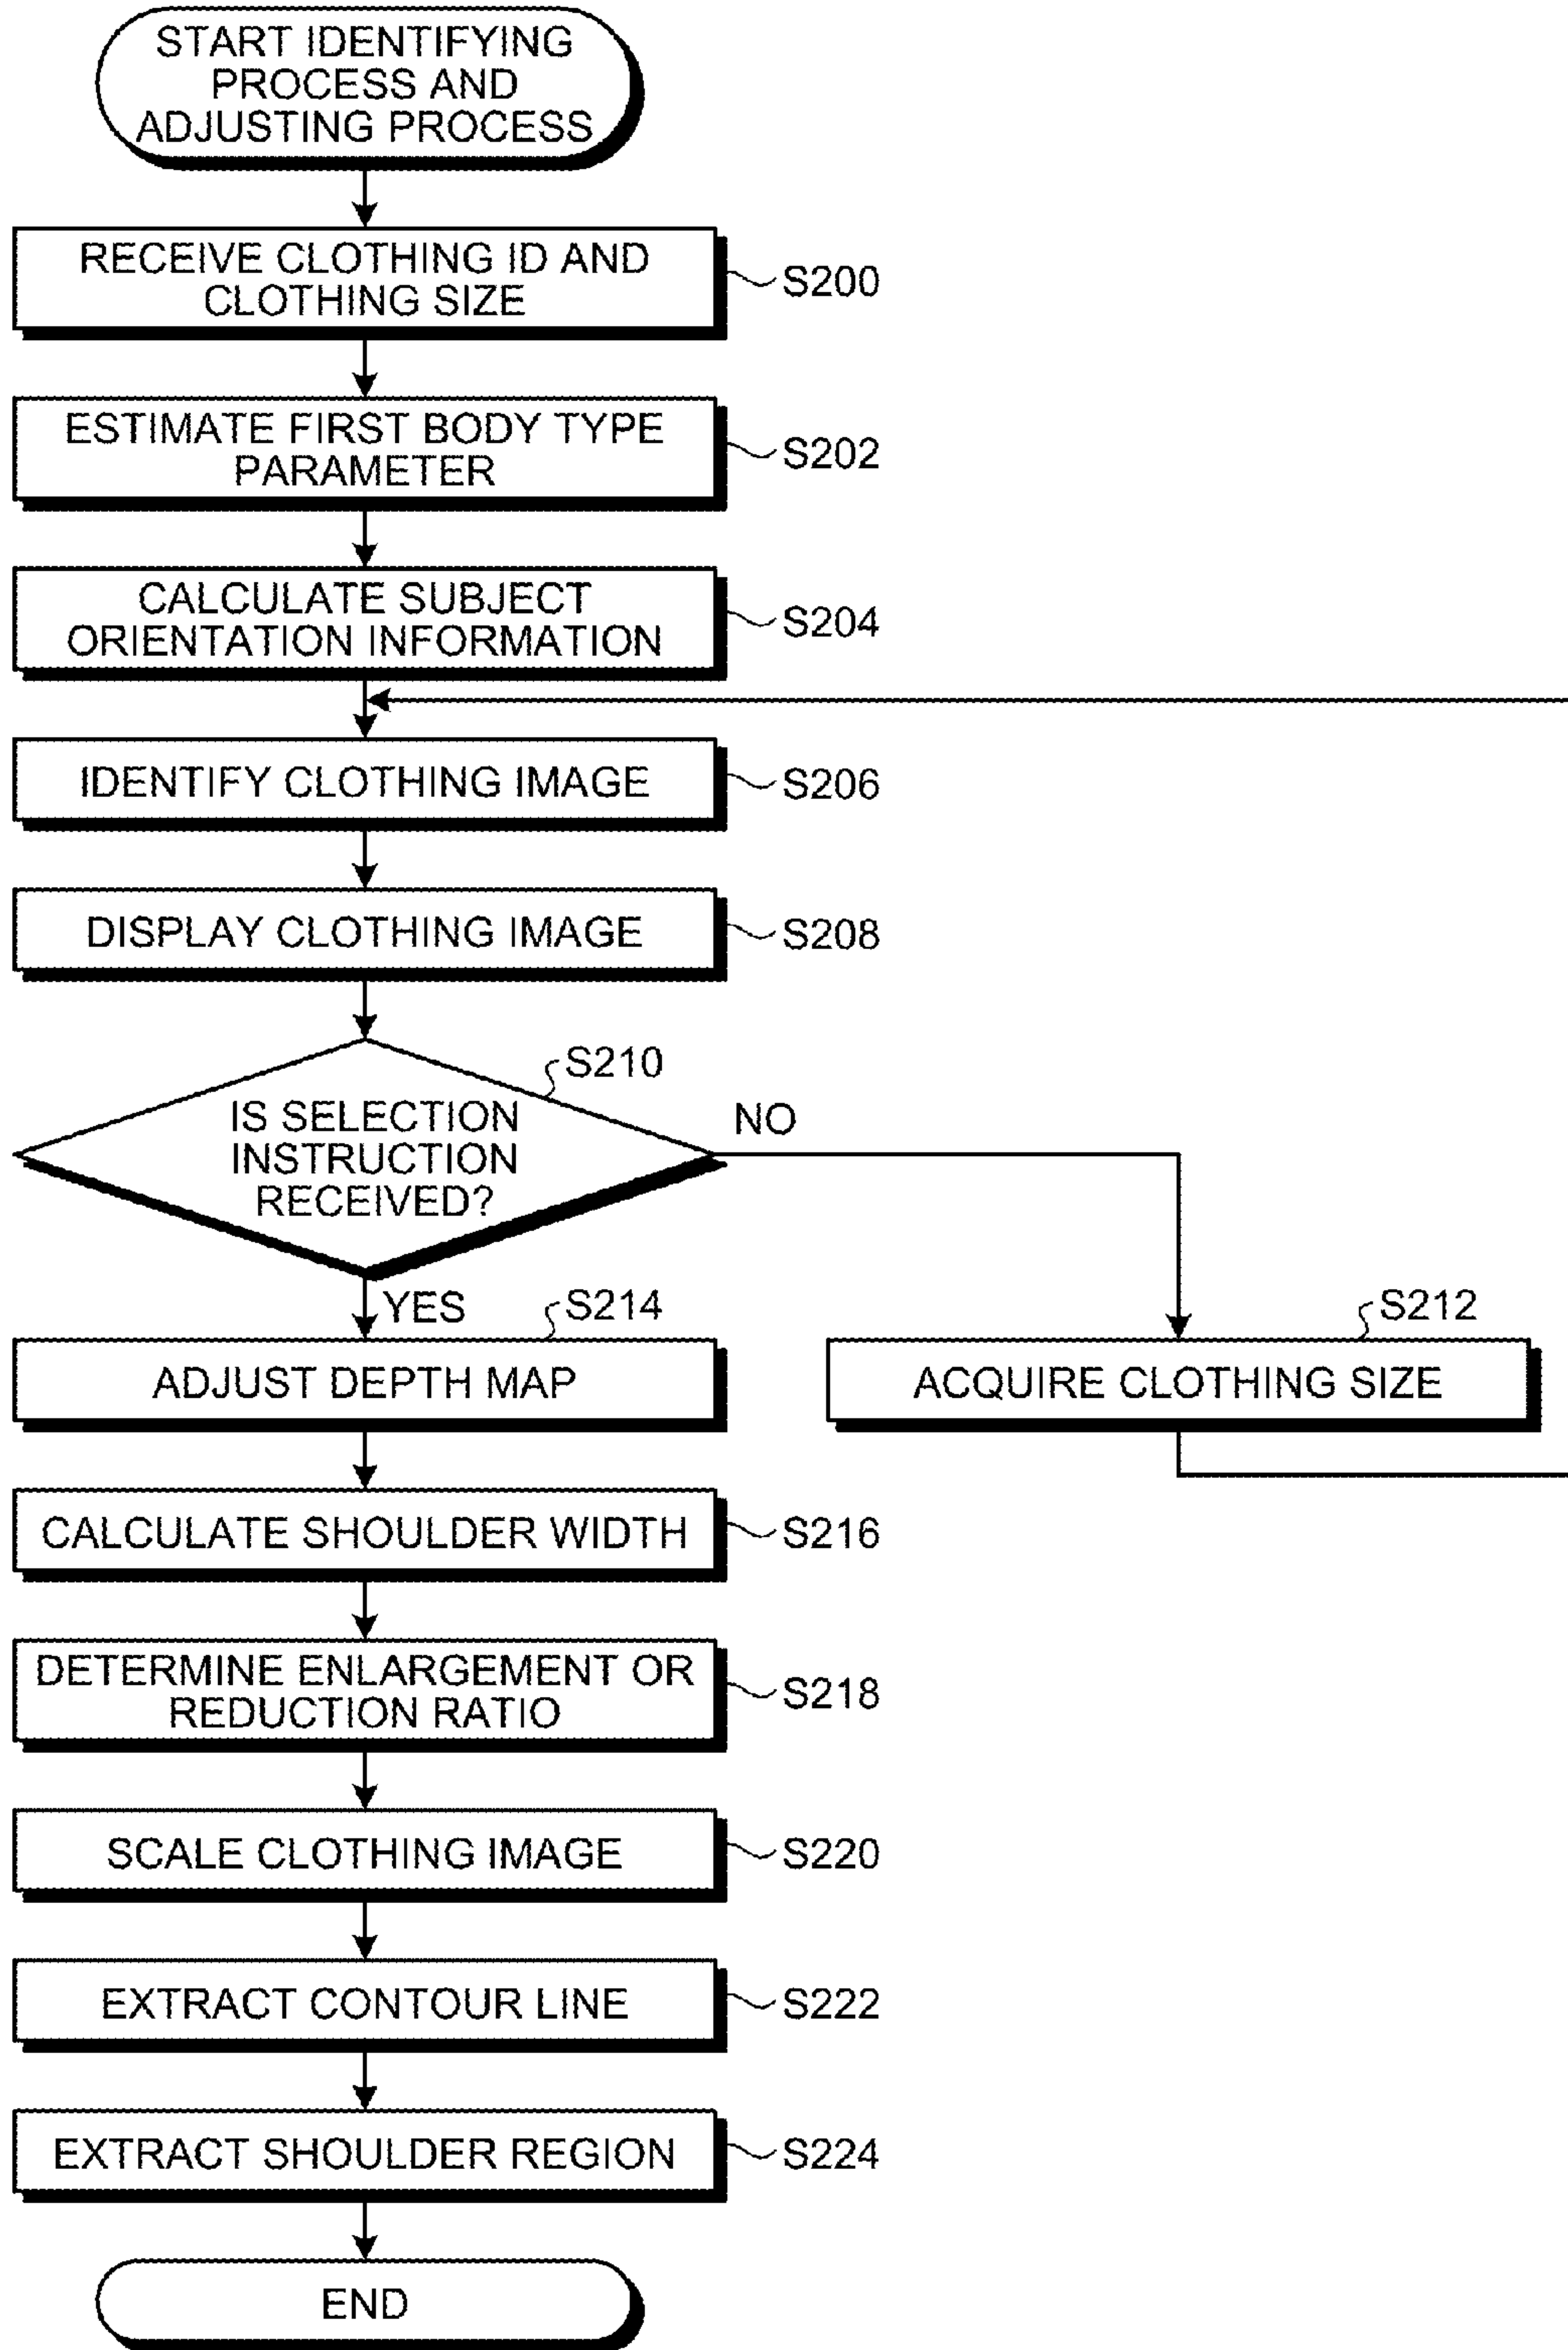 START IDENTIFYING
PROCESS AND
ADJUSTING PROCESS
RECEIVE CLOTHING ID AND
CLOTHING SIZE
S200
ESTIMATE FIRST BODY TYPE
PARAMETER
S202
CALCULATE SUBJECT
ORIENTATION INFORMATION
S204
IDENTIFY CLOTHING IMAGE
S206
DISPLAY CLOTHING IMAGE
S208
S210
IS SELECTION
INSTRUCTION
RECEIVED?
NO
YES
S214
ADJUST DEPTH MAP
S212
ACQUIRE CLOTHING SIZE
CALCULATE SHOULDER WIDTH
S216
DETERMINE ENLARGEMENT OR
REDUCTION RATIO
S218
SCALE CLOTHING IMAGE
S220
EXTRACT CONTOUR LINE
S222
EXTRACT SHOULDER REGION
S224
END